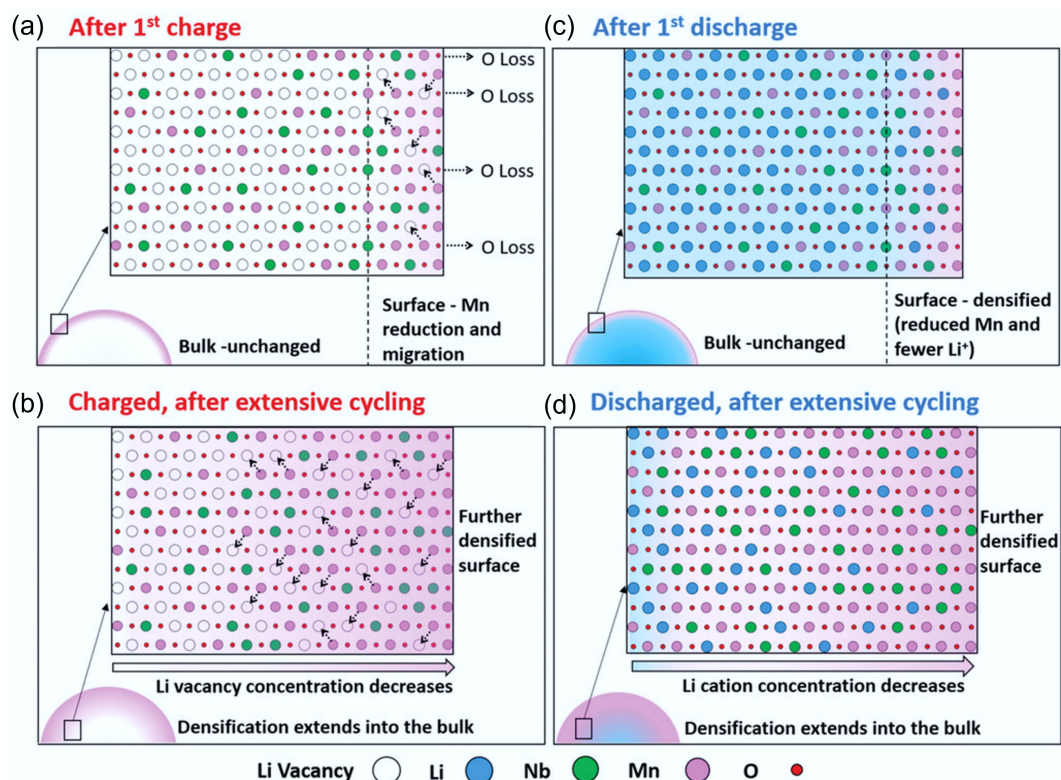 (a) After 1st charge
O Loss
O Loss
O Loss
O Loss
Surface - Mn
reduction and
migration
Bulk -unchanged
(c) After 1st discharge
Surface - densified
(reduced Mn and
fewer Li+)
Bulk -unchanged
(b) Charged, after extensive cycling
Further
densified
surface
Li vacancy concentration decreases
Densification extends into the bulk
(d) Discharged, after extensive cycling
Further
densified
surface
Li cation concentration decreases
Densification extends into the bulk
Li Vacancy Li Nb Mn O